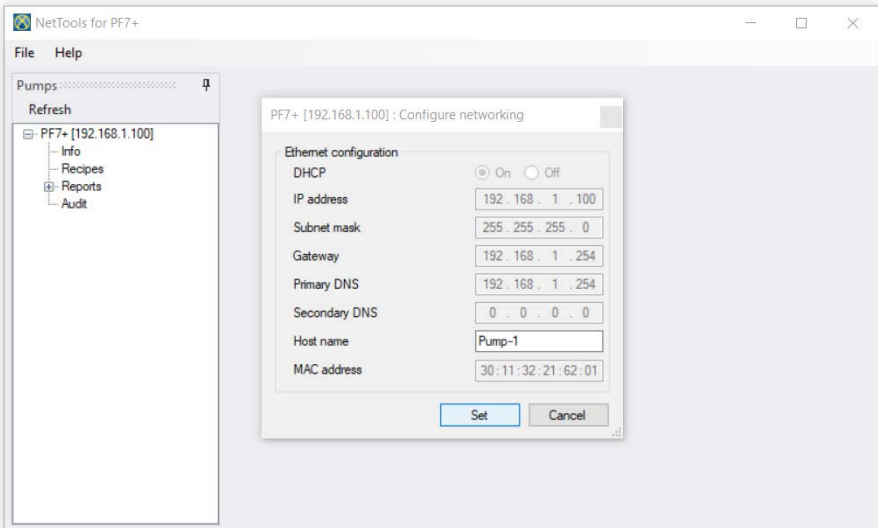 NetTools for PF7+
File Help
Pumps
Refresh
PF7+ [192.168.1.100]
Info
Recipes
Reports
Audit
PF7+ [192.168.1.100] : Configure networking
Ethernet configuration
DHCP On Off
IP address 192 . 168 . 1 . 100
Subnet mask 255 . 255 . 255 . 0
Gateway 192 . 168 . 1 . 254
Primary DNS 192 . 168 . 1 . 254
Secondary DNS 0 . 0 . 0 . 0
Host name Pump-1
MAC address 30 : 11 : 32 : 21 : 62 : 01
Set Cancel